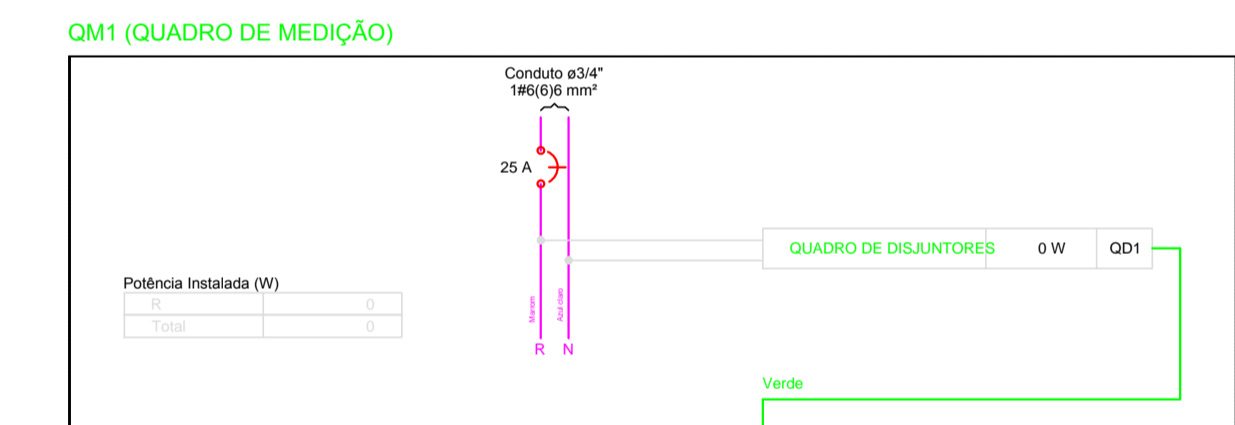 QM1 (QUADRO DE MEDIÇÃO)
Conduto ø3/4"
1#6(6)6 mm²
25 A
QUADRO DE DISJUNTORES 0 W QD1
Potência Instalada (W)
R 0
Total 0
Marrom
Azul claro
R N
Verde